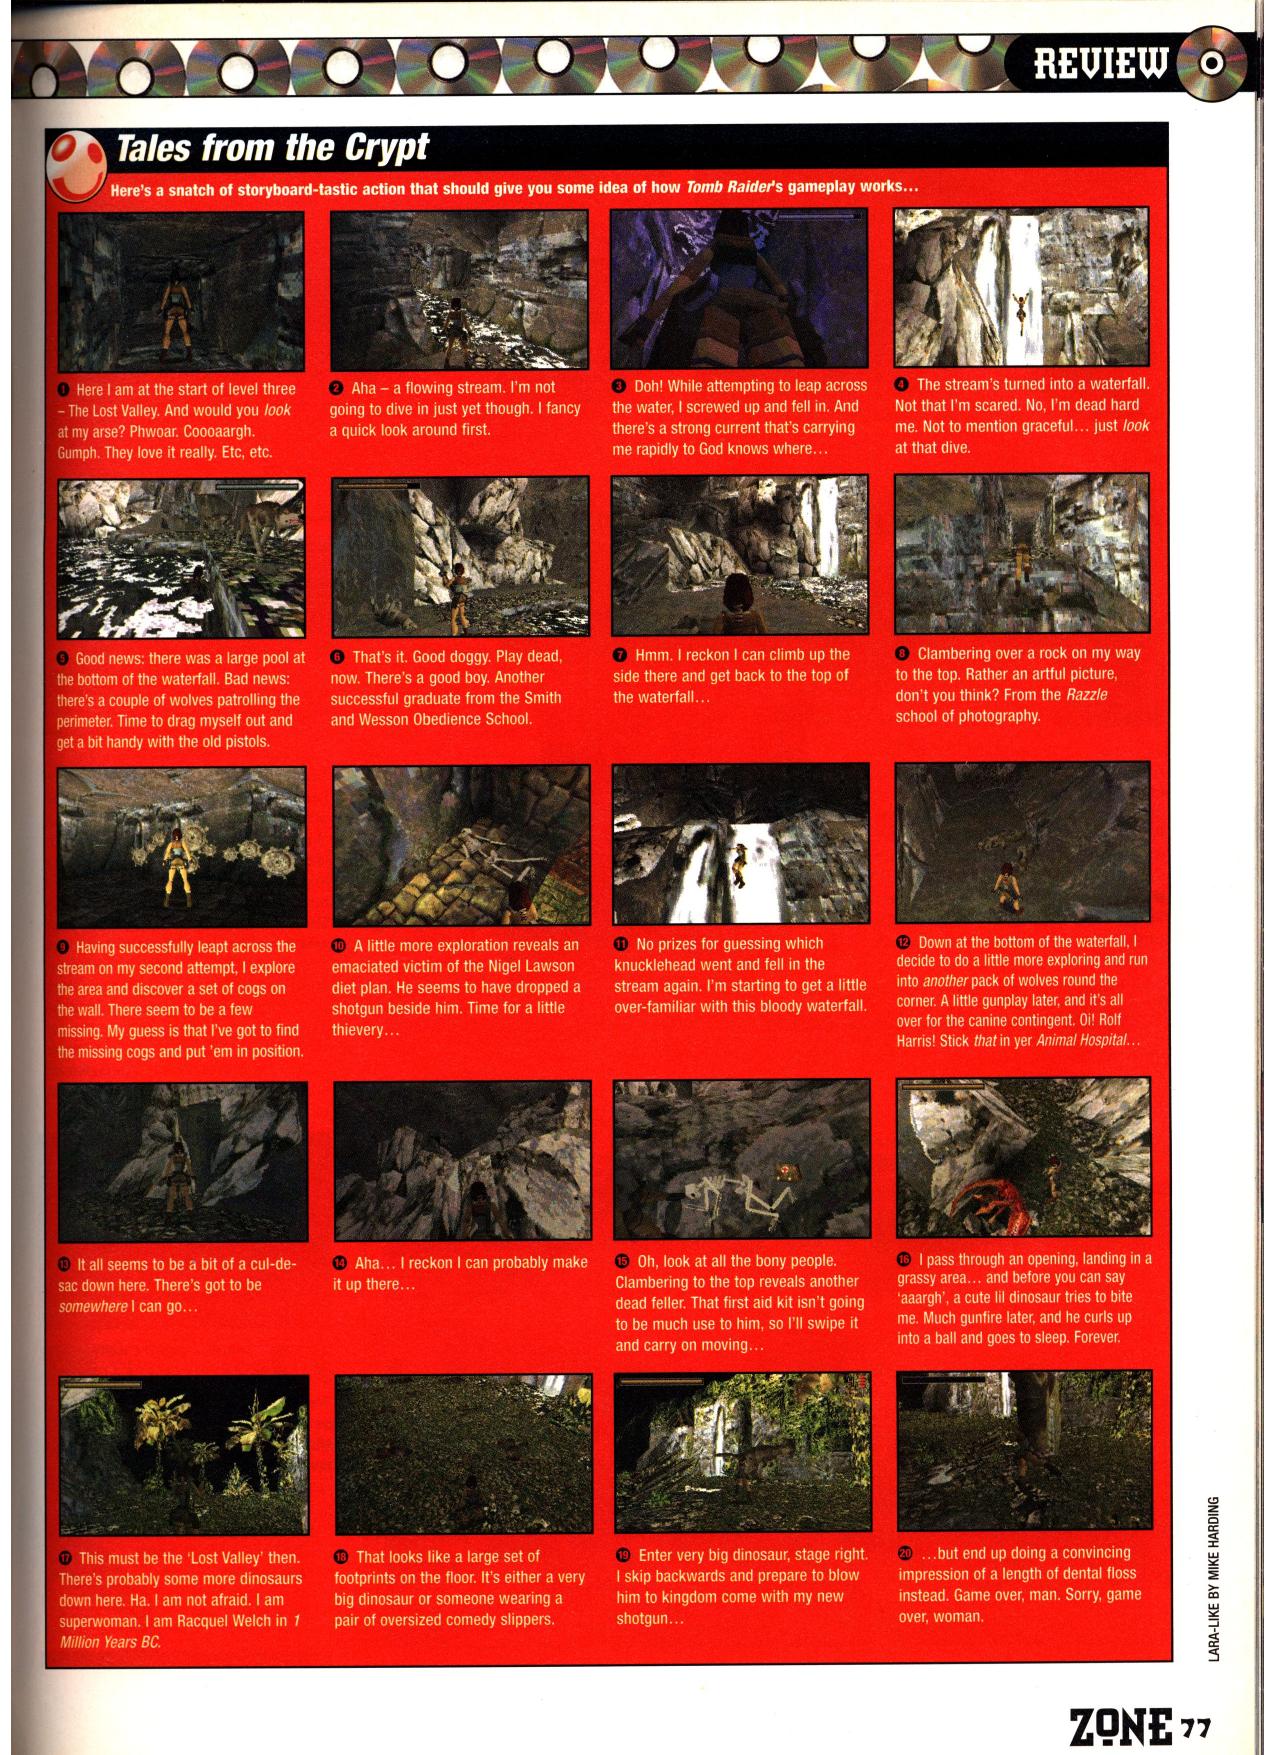 REVIEW
Tales from the Crypt
Here's a snatch of storyboard-tastic action that should give you some idea of how Tomb Raider's gameplay works...
1 Here I am at the start of level three
– The Lost Valley. And would you look
at my arse? Phwoar. Coooaargh.
Gumph. They love it really. Etc, etc.
2 Aha – a flowing stream. I'm not
going to dive in just yet though. I fancy
a quick look around first.
3 Doh! While attempting to leap across
the water, I screwed up and fell in. And
there's a strong current that's carrying
me rapidly to God knows where...
4 The stream's turned into a waterfall.
Not that I'm scared. No, I'm dead hard
me. Not to mention graceful... just look
at that dive.
5 Good news: there was a large pool at
the bottom of the waterfall. Bad news:
there's a couple of wolves patrolling the
perimeter. Time to drag myself out and
get a bit handy with the old pistols.
6 That's it. Good doggy. Play dead,
now. There's a good boy. Another
successful graduate from the Smith
and Wesson Obedience School.
7 Hmm. I reckon I can climb up the
side there and get back to the top of
the waterfall...
8 Clambering over a rock on my way
to the top. Rather an artful picture,
don't you think? From the Razzle
school of photography.
9 Having successfully leapt across the
stream on my second attempt, I explore
the area and discover a set of cogs on
the wall. There seem to be a few
missing. My guess is that I've got to find
the missing cogs and put 'em in position.
10 A little more exploration reveals an
emaciated victim of the Nigel Lawson
diet plan. He seems to have dropped a
shotgun beside him. Time for a little
thievery...
11 No prizes for guessing which
knucklehead went and fell in the
stream again. I'm starting to get a little
over-familiar with this bloody waterfall.
12 Down at the bottom of the waterfall, I
decide to do a little more exploring and run
into another pack of wolves round the
corner. A little gunplay later, and it's all
over for the canine contingent. Oi! Rolf
Harris! Stick that in yer Animal Hospital...
13 It all seems to be a bit of a cul-de-
sac down here. There's got to be
somewhere I can go...
14 Aha... I reckon I can probably make
it up there...
15 Oh, look at all the bony people.
Clambering to the top reveals another
dead feller. That first aid kit isn't going
to be much use to him, so I'll swipe it
and carry on moving...
16 I pass through an opening, landing in a
grassy area... and before you can say
'aaargh', a cute lil dinosaur tries to bite
me. Much gunfire later, and he curls up
into a ball and goes to sleep. Forever.
17 This must be the 'Lost Valley' then.
There's probably some more dinosaurs
down here. Ha. I am not afraid. I am
superwoman. I am Racquel Welch in 1
Million Years BC.
18 That looks like a large set of
footprints on the floor. It's either a very
big dinosaur or someone wearing a
pair of oversized comedy slippers.
19 Enter very big dinosaur, stage right.
I skip backwards and prepare to blow
him to kingdom come with my new
shotgun...
20 ...but end up doing a convincing
impression of a length of dental floss
instead. Game over, man. Sorry, game
over, woman.
LARA-LIKE BY MIKE HARDING
ZONE 77